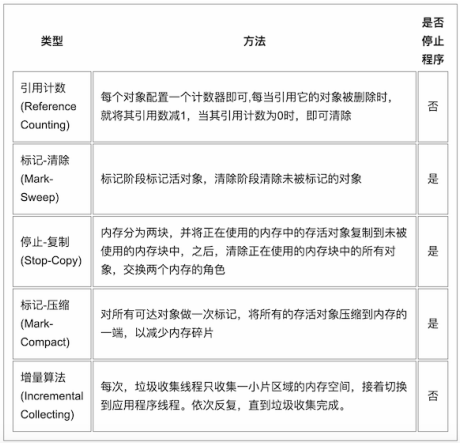 类型
方法
是否
停止
程序
引用计数
(Reference
Counting)
每个对象配置一个计数器即可,每当引用它的对象被删除时，
就将其引用数减1，当其引用计数为0时，即可清除
否
标记-清除
(Mark-
Sweep)
标记阶段标记活对象，清除阶段清除未被标记的对象
是
停止-复制
(Stop-Copy)
内存分为两块，并将正在使用的内存中的存活对象复制到未被
使用的内存块中，之后，清除正在使用的内存块中的所有对
象，交换两个内存的角色
是
标记-压缩
(Mark-
Compact)
对所有可达对象做一次标记，将所有的存活对象压缩到内存的
一端，以减少内存碎片
是
增量算法
(Incremental
Collecting)
每次，垃圾收集线程只收集一小片区域的内存空间，接着切换
到应用程序线程。依次反复，直到垃圾收集完成。
否